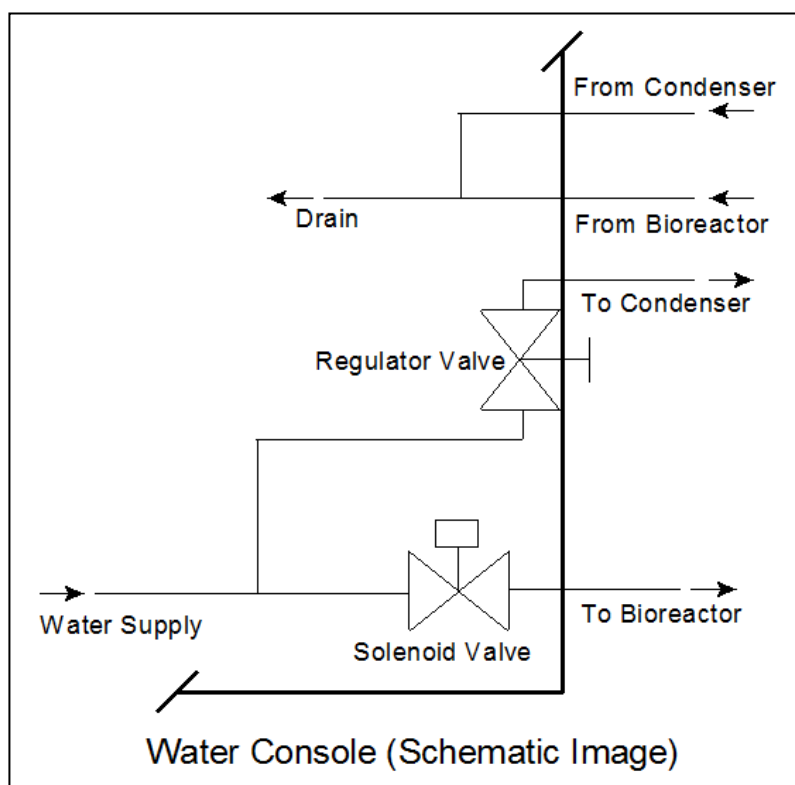 From Condenser
Drain
From Bioreactor
To Condenser
Regulator Valve
Water Supply
To Bioreactor
Solenoid Valve
Water Console (Schematic Image)